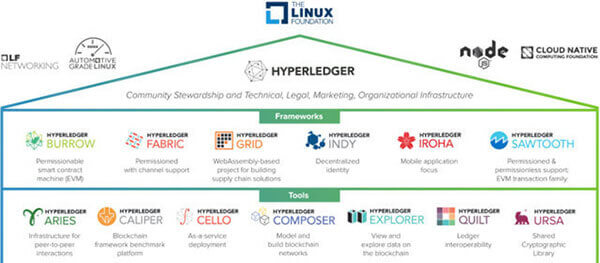 THE
LINUX
FOUNDATION
LF
NETWORKING
AUTOMOTIVE
GRADE LINUX
node
JS
CLOUD NATIVE
COMPUTING FOUNDATION
HYPERLEDGER
Community Stewardship and Technical, Legal, Marketing, Organizational Infrastructure
Frameworks
HYPERLEDGER
BURROW
Permissionable
smart contract
machine (EVM)
HYPERLEDGER
FABRIC
Permissioned
with channel support
HYPERLEDGER
GRID
WebAssembly-based
project for building
supply chain solutions
HYPERLEDGER
INDY
Decentralized
identity
HYPERLEDGER
IROHA
Mobile application
focus
HYPERLEDGER
SAWTOOTH
Permissioned &
permissionless support;
EVM transaction family
Tools
HYPERLEDGER
ARIES
Infrastructure for
peer-to-peer
interactions
HYPERLEDGER
CALIPER
Blockchain
framework benchmark
platform
HYPERLEDGER
CELLO
As-a-service
deployment
HYPERLEDGER
COMPOSER
Model and
build blockchain
networks
HYPERLEDGER
EXPLORER
View and
explore data on
the blockchain
HYPERLEDGER
QUILT
Ledger
interoperability
HYPERLEDGER
URSA
Shared
Cryptographic
Library